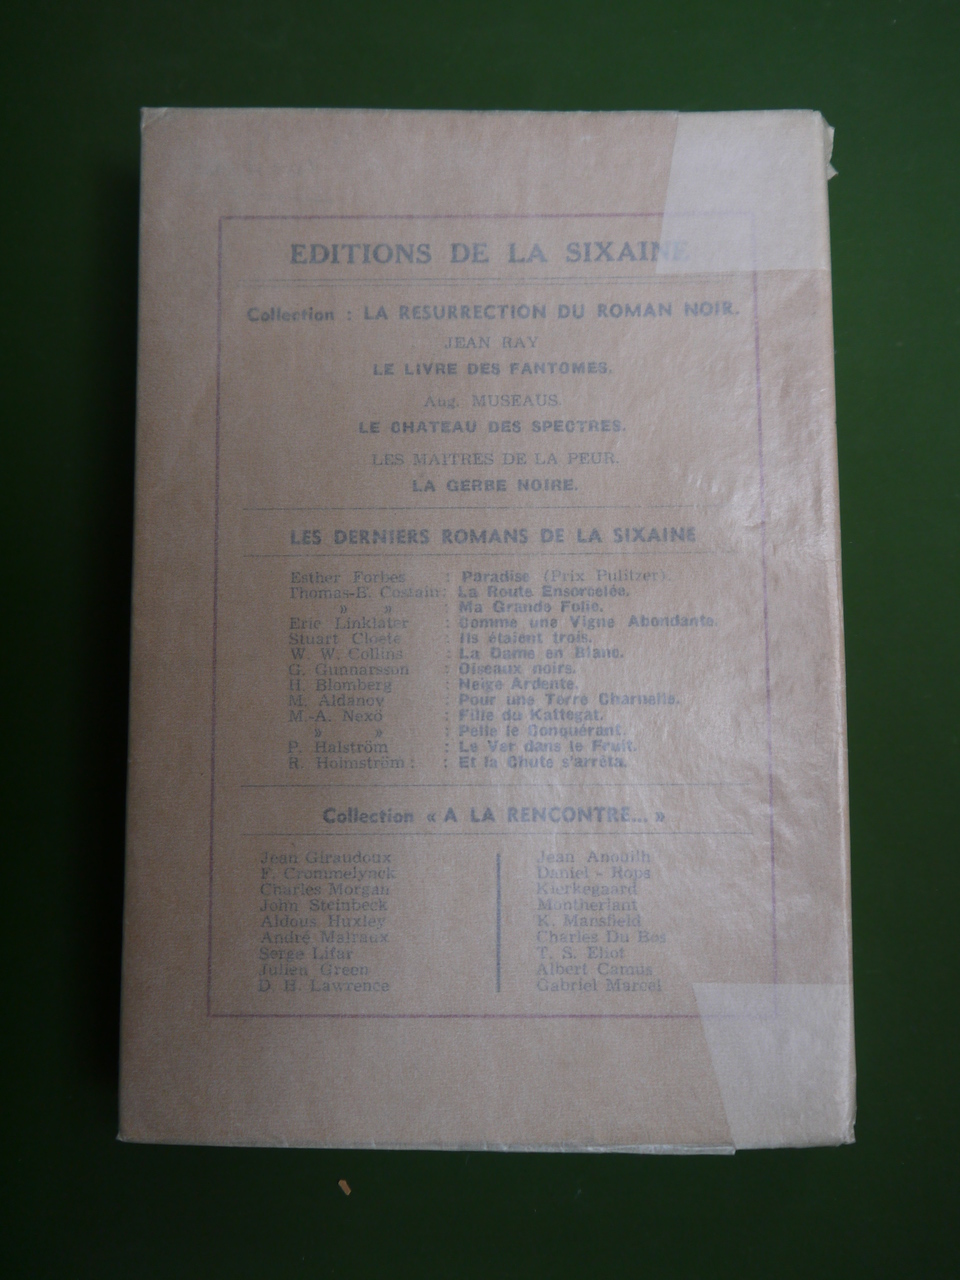 EDITIONS DE LA SIXAINE
Collection : LA RESURRECTION DU ROMAN NOIR.
JEAN RAY
LE LIVRE DES FANTOMES.
Aug. MUSEAUS.
LE CHATEAU DES SPECTRES.
LES MAITRES DE LA PEUR.
LA GERBE NOIRE.
LES DERNIERS ROMANS DE LA SIXAINE
Esther Forbes : Paradise (Prix Pulitzer).
Thomas-B. Costain : La Route Ensorcelée.
» » : Ma Grande Folie.
Eric Linklater : Comme une Vigne Abondante.
Stuart Cloete : Ils étaient trois.
W. W. Collins : La Dame en Blanc.
G. Gunnarsson : Oiseaux noirs.
H. Blomberg : Neige Ardente.
M. Aldanov : Pour une Terre Charnelle.
M.-A. Nexö : Fille du Kattegat.
» » : Pelle le Conquérant.
P. Halström : Le Ver dans le Fruit.
R. Holmström : : Et la Chute s'arrêta.
Collection « A LA RENCONTRE... »
Jean Giraudoux
F. Crommelynck
Charles Morgan
John Steinbeck
Aldous Huxley
André Malraux
Serge Lifar
Julien Green
D. H. Lawrence
Jean Anouilh
Daniel - Rops
Kierkegaard
Montherlant
K. Mansfield
Charles Du Bos
T. S. Eliot
Albert Camus
Gabriel Marcel